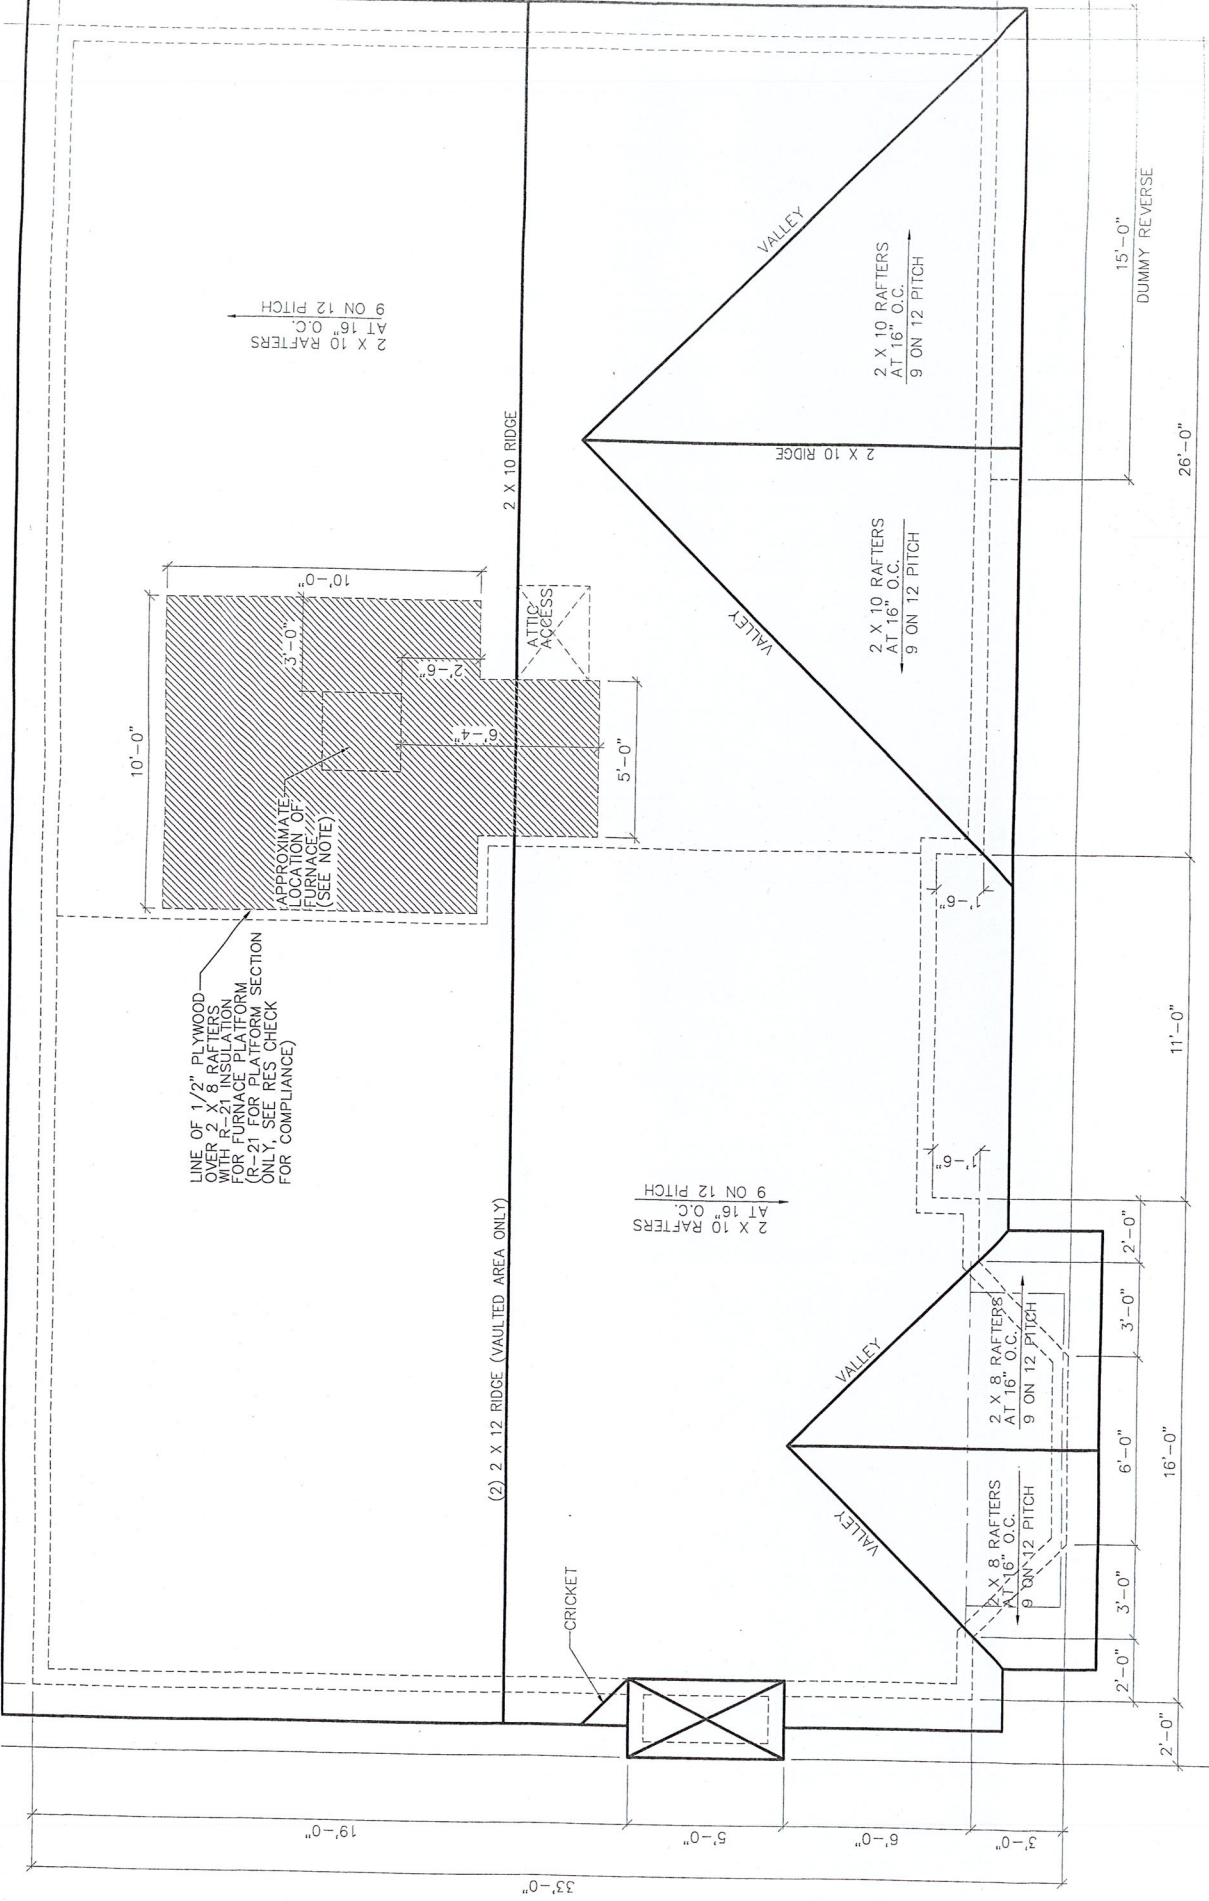 2 X 10 RAFTERS
AT 16" O.C.
9 ON 12 PITCH
2 X 10 RIDGE
VALLEY
2 X 10 RAFTERS
AT 16" O.C.
9 ON 12 PITCH
2 X 10 RIDGE
2 X 10 RAFTERS
AT 16" O.C.
9 ON 12 PITCH
VALLEY
15'-0"
DUMMY REVERSE
26'-0"
10'-0"
10'-0"
3'-0"
2'-6"
6'-4"
5'-0"
ATTIC
ACCESS
APPROXIMATE
LOCATION OF
FURNACE
(SEE NOTE)
LINE OF 1/2" PLYWOOD
OVER 2 X 8 RAFTERS
WITH R-21 INSULATION
FOR FURNACE PLATFORM
(R-21 FOR PLATFORM SECTION
ONLY, SEE RES CHECK
FOR COMPLIANCE)
1'-6"
11'-0"
1'-6"
(2) 2 X 12 RIDGE (VAULTED AREA ONLY)
2 X 10 RAFTERS
AT 16" O.C.
9 ON 12 PITCH
VALLEY
2 X 8 RAFTERS
AT 16" O.C.
9 ON 12 PITCH
VALLEY
2 X 8 RAFTERS
AT 16" O.C.
9 ON 12 PITCH
CRICKET
2'-0"
3'-0"
6'-0"
3'-0"
2'-0"
16'-0"
2'-0"
19'-0"
5'-0"
6'-0"
3'-0"
33'-0"